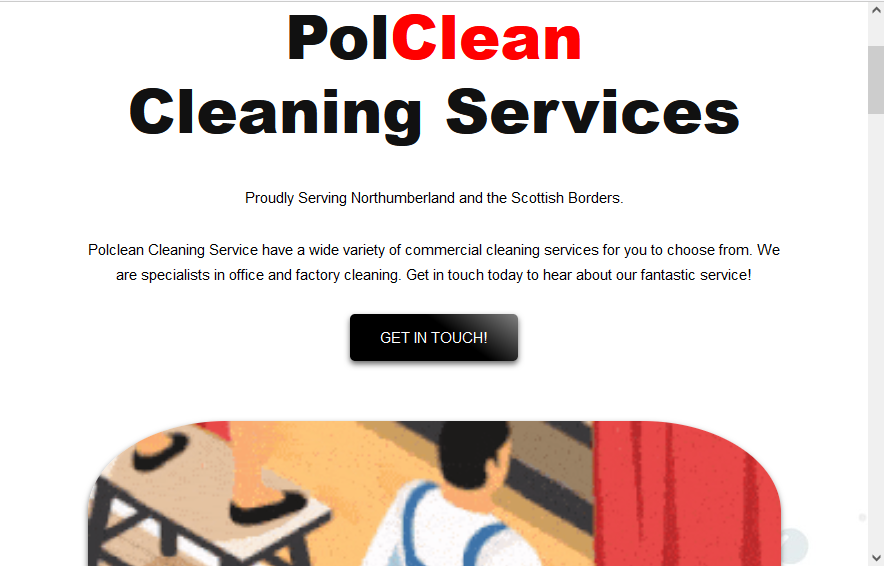 PolClean
Cleaning Services
Proudly Serving Northumberland and the Scottish Borders.
Polclean Cleaning Service have a wide variety of commercial cleaning services for you to choose from. We
are specialists in office and factory cleaning. Get in touch today to hear about our fantastic service!
GET IN TOUCH!